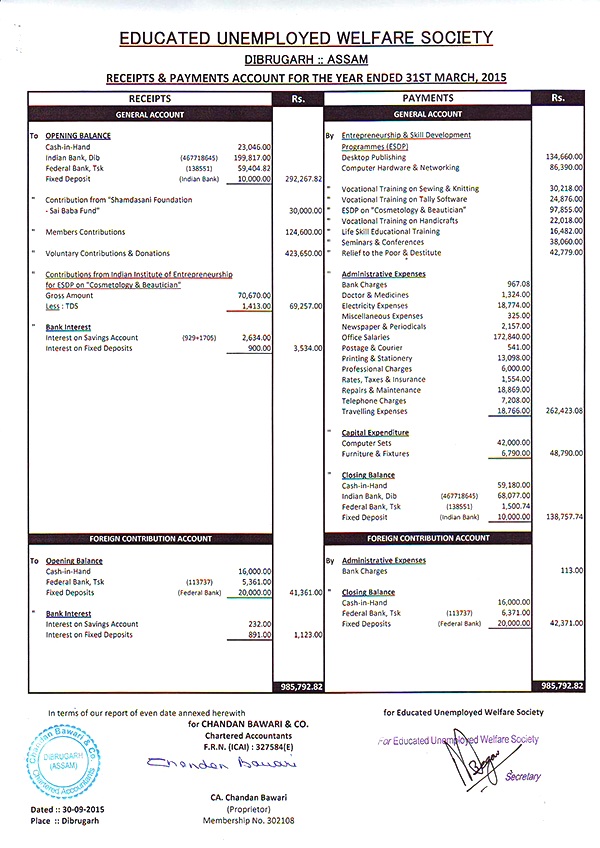 EDUCATED UNEMPLOYED WELFARE SOCIETY
DIBRUGARH :: ASSAM
RECEIPTS & PAYMENTS ACCOUNT FOR THE YEAR ENDED 31ST MARCH, 2015
RECEIPTS Rs. PAYMENTS Rs.
GENERAL ACCOUNT
To OPENING BALANCE
Cash-in-Hand 23,046.00
Indian Bank, Dib (467718645) 199,817.00
Federal Bank, Tsk (138551) 59,404.82
Fixed Deposit (Indian Bank) 10,000.00 292,267.82
" Contribution from "Shamdasani Foundation
- Sai Baba Fund" 30,000.00
" Members Contributions 124,600.00
" Voluntary Contributions & Donations 423,650.00
" Contributions from Indian Institute of Entrepreneurship
for ESDP on "Cosmetology & Beautician"
Gross Amount 70,670.00
Less : TDS 1,413.00 69,257.00
" Bank Interest
Interest on Savings Account (929+1705) 2,634.00
Interest on Fixed Deposits 900.00 3,534.00
GENERAL ACCOUNT
By Entrepreneurship & Skill Development
Programmes (ESDP)
Desktop Publishing 134,660.00
Computer Hardware & Networking 86,390.00
" Vocational Training on Sewing & Knitting 30,218.00
" Vocational Training on Tally Software 24,876.00
" ESDP on "Cosmetology & Beautician" 97,855.00
" Vocational Training on Handicrafts 22,018.00
" Life Skill Educational Training 16,482.00
" Seminars & Conferences 38,060.00
" Relief to the Poor & Destitute 42,779.00
" Administrative Expenses
Bank Charges 967.08
Doctor & Medicines 1,324.00
Electricity Expenses 18,774.00
Miscellaneous Expenses 325.00
Newspaper & Periodicals 2,157.00
Office Salaries 172,840.00
Postage & Courier 541.00
Printing & Stationery 13,098.00
Professional Charges 6,000.00
Rates, Taxes & Insurance 1,554.00
Repairs & Maintenance 18,869.00
Telephone Charges 7,208.00
Travelling Expenses 18,766.00 262,423.08
" Capital Expenditure
Computer Sets 42,000.00
Furniture & Fixtures 6,790.00 48,790.00
" Closing Balance
Cash-in-Hand 59,180.00
Indian Bank, Dib (467718645) 68,077.00
Federal Bank, Tsk (138551) 1,500.74
Fixed Deposit (Indian Bank) 10,000.00 138,757.74
FOREIGN CONTRIBUTION ACCOUNT
To Opening Balance
Cash-in-Hand 16,000.00
Federal Bank, Tsk (113737) 5,361.00
Fixed Deposits (Federal Bank) 20,000.00 41,361.00
" Bank Interest
Interest on Savings Account 232.00
Interest on Fixed Deposits 891.00 1,123.00
985,792.82
FOREIGN CONTRIBUTION ACCOUNT
By Administrative Expenses
Bank Charges 113.00
" Closing Balance
Cash-in-Hand 16,000.00
Federal Bank, Tsk (113737) 6,371.00
Fixed Deposits (Federal Bank) 20,000.00 42,371.00
985,792.82
In terms of our report of even date annexed herewith
for CHANDAN BAWARI & CO.
Chartered Accountants
F.R.N. (ICAI) : 327584(E)
Chandan Bawari
CA. Chandan Bawari
(Proprietor)
Membership No. 302108
Chandan Bawari & Co.
DIBRUGARH
(ASSAM)
Chartered Accountants
Dated :: 30-09-2015
Place :: Dibrugarh
for Educated Unemployed Welfare Society
For Educated Unemployed Welfare Society
Secretary